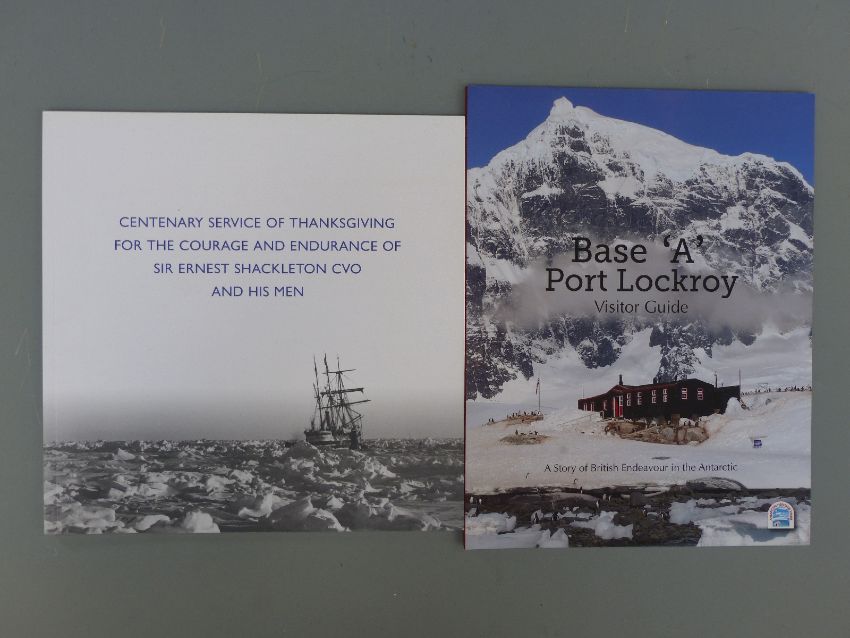 CENTENARY SERVICE OF THANKSGIVING
FOR THE COURAGE AND ENDURANCE OF
SIR ERNEST SHACKLETON CVO
AND HIS MEN
Base ‘A’
Port Lockroy
Visitor Guide
A Story of British Endeavour in the Antarctic